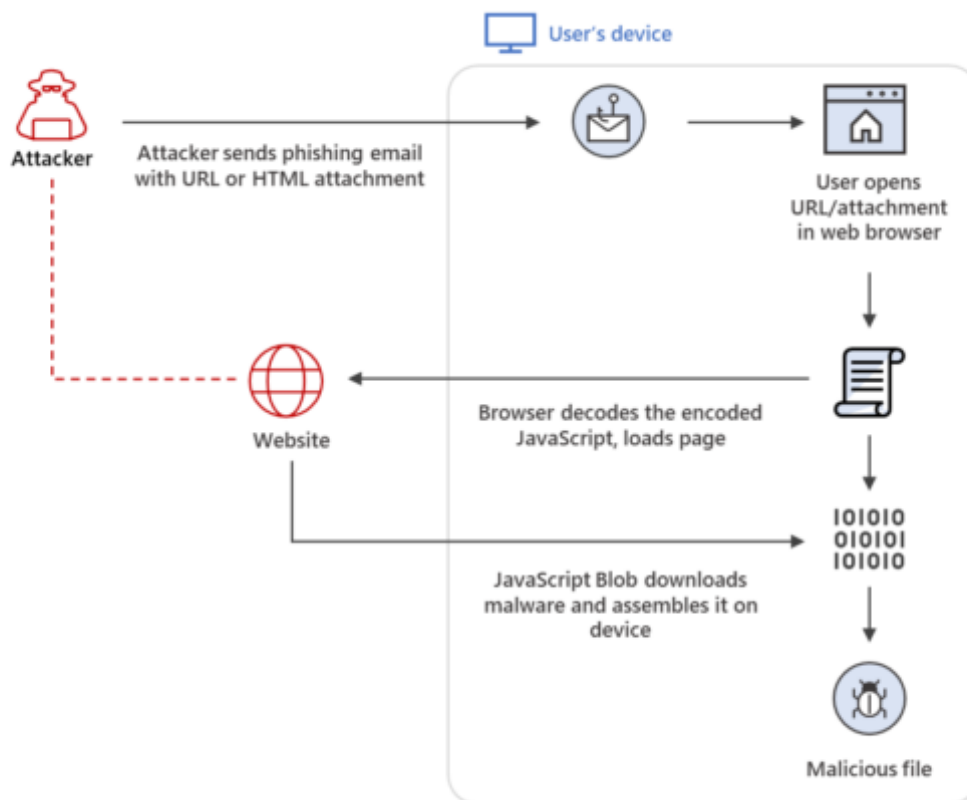 User's device
Attacker
Attacker sends phishing email
with URL or HTML attachment
User opens
URL/attachment
in web browser
Browser decodes the encoded
JavaScript, loads page
Website
101010
010101
101010
JavaScript Blob downloads
malware and assembles it on
device
Malicious file